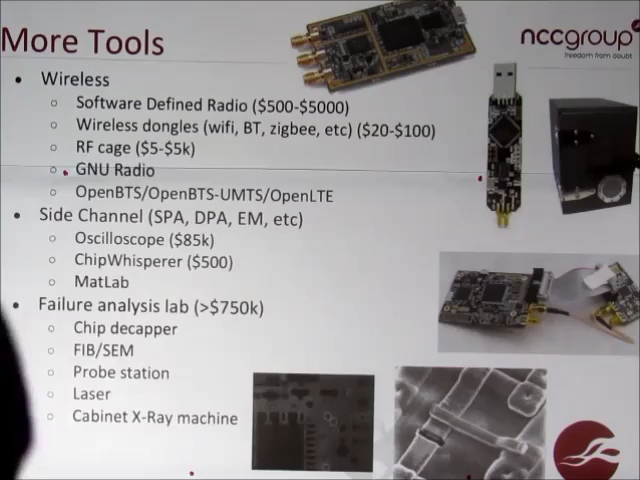 More Tools
nccgroup
freedom from doubt
• Wireless
○ Software Defined Radio ($500-$5000)
○ Wireless dongles (wifi, BT, zigbee, etc) ($20-$100)
○ RF cage ($5-$5k)
○ GNU Radio
○ OpenBTS/OpenBTS-UMTS/OpenLTE
• Side Channel (SPA, DPA, EM, etc)
○ Oscilloscope ($85k)
○ ChipWhisperer ($500)
○ MatLab
• Failure analysis lab (>$750k)
○ Chip decapper
○ FIB/SEM
○ Probe station
○ Laser
○ Cabinet X-Ray machine